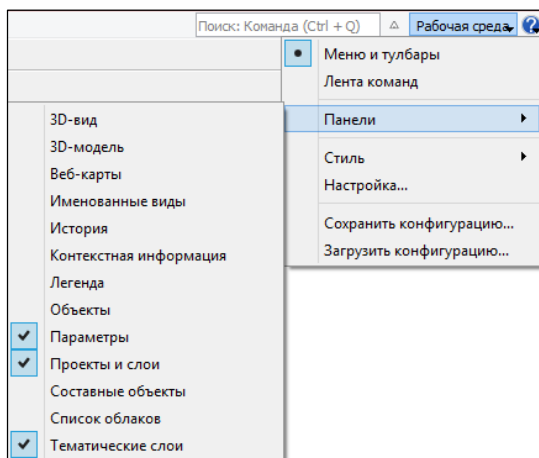 Поиск: Команда (Ctrl + Q)
Рабочая среда
Меню и тулбары
Лента команд
Панели
Стиль
Настройка...
Сохранить конфигурацию...
Загрузить конфигурацию...
3D-вид
3D-модель
Веб-карты
Именованные виды
История
Контекстная информация
Легенда
Объекты
Параметры
Проекты и слои
Составные объекты
Список облаков
Тематические слои